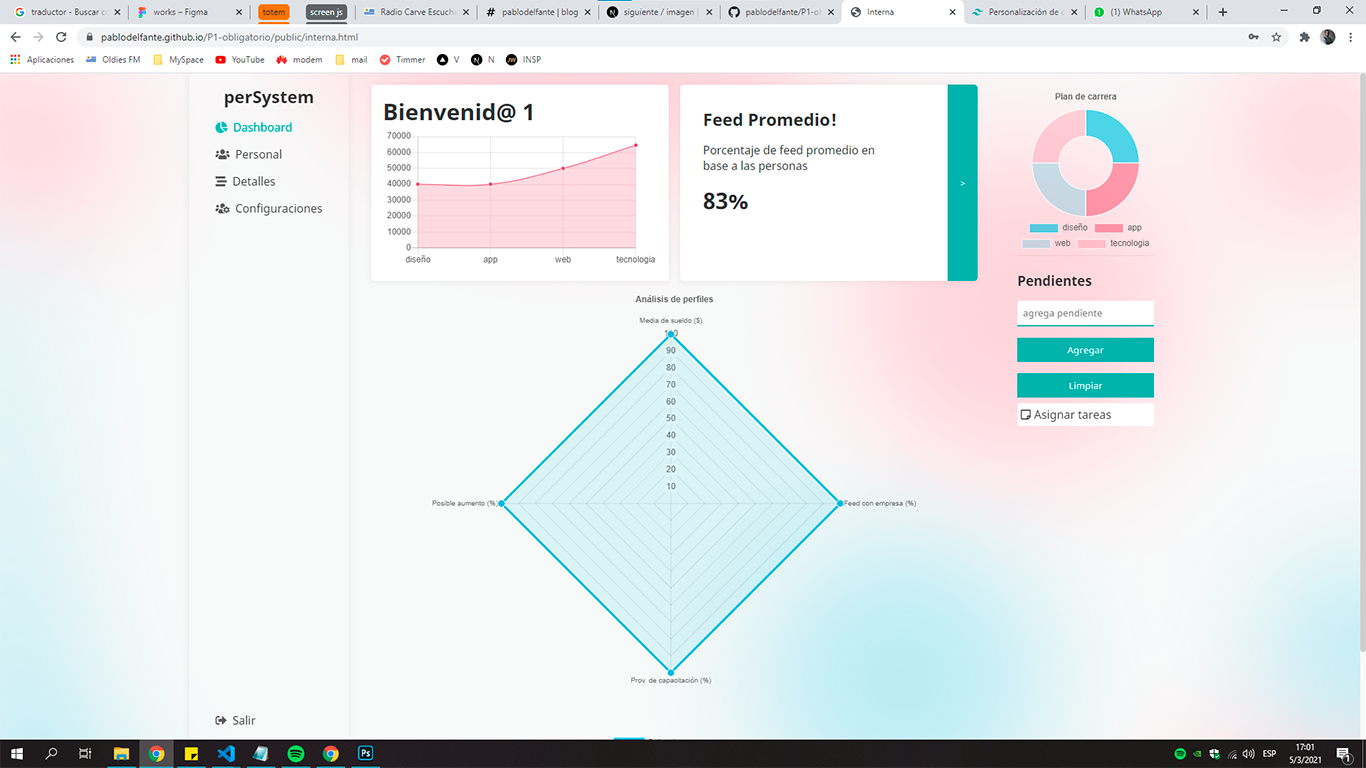 traductor - Buscar c
works – Figma
totem
screen js
Radio Carve Escuch
pablodelfante | blog
siguiente / imagen |
pablodelfante/P1-ob
Interna
Personalización de c
(1) WhatsApp
pablodelfante.github.io/P1-obligatorio/public/interna.html
Aplicaciones
Oldies FM
MySpace
YouTube
modem
mail
Timmer
V
N
INSP
perSystem
Dashboard
Personal
Detalles
Configuraciones
Salir
Bienvenid@ 1
70000
60000
50000
40000
30000
20000
10000
0
diseño app web tecnologia
Feed Promedio!
Porcentaje de feed promedio en
base a las personas
83%
>
Análisis de perfiles
Media de sueldo ($)
100
90
80
70
60
50
40
30
20
10
Posible aumento (%)
Feed con empresa (%)
Prov. de capacitación (%)
Plan de carrera
diseño app
web tecnologia
Pendientes
agrega pendiente
Agregar
Limpiar
Asignar tareas
Ps
ESP
17:01
5/3/2021
1